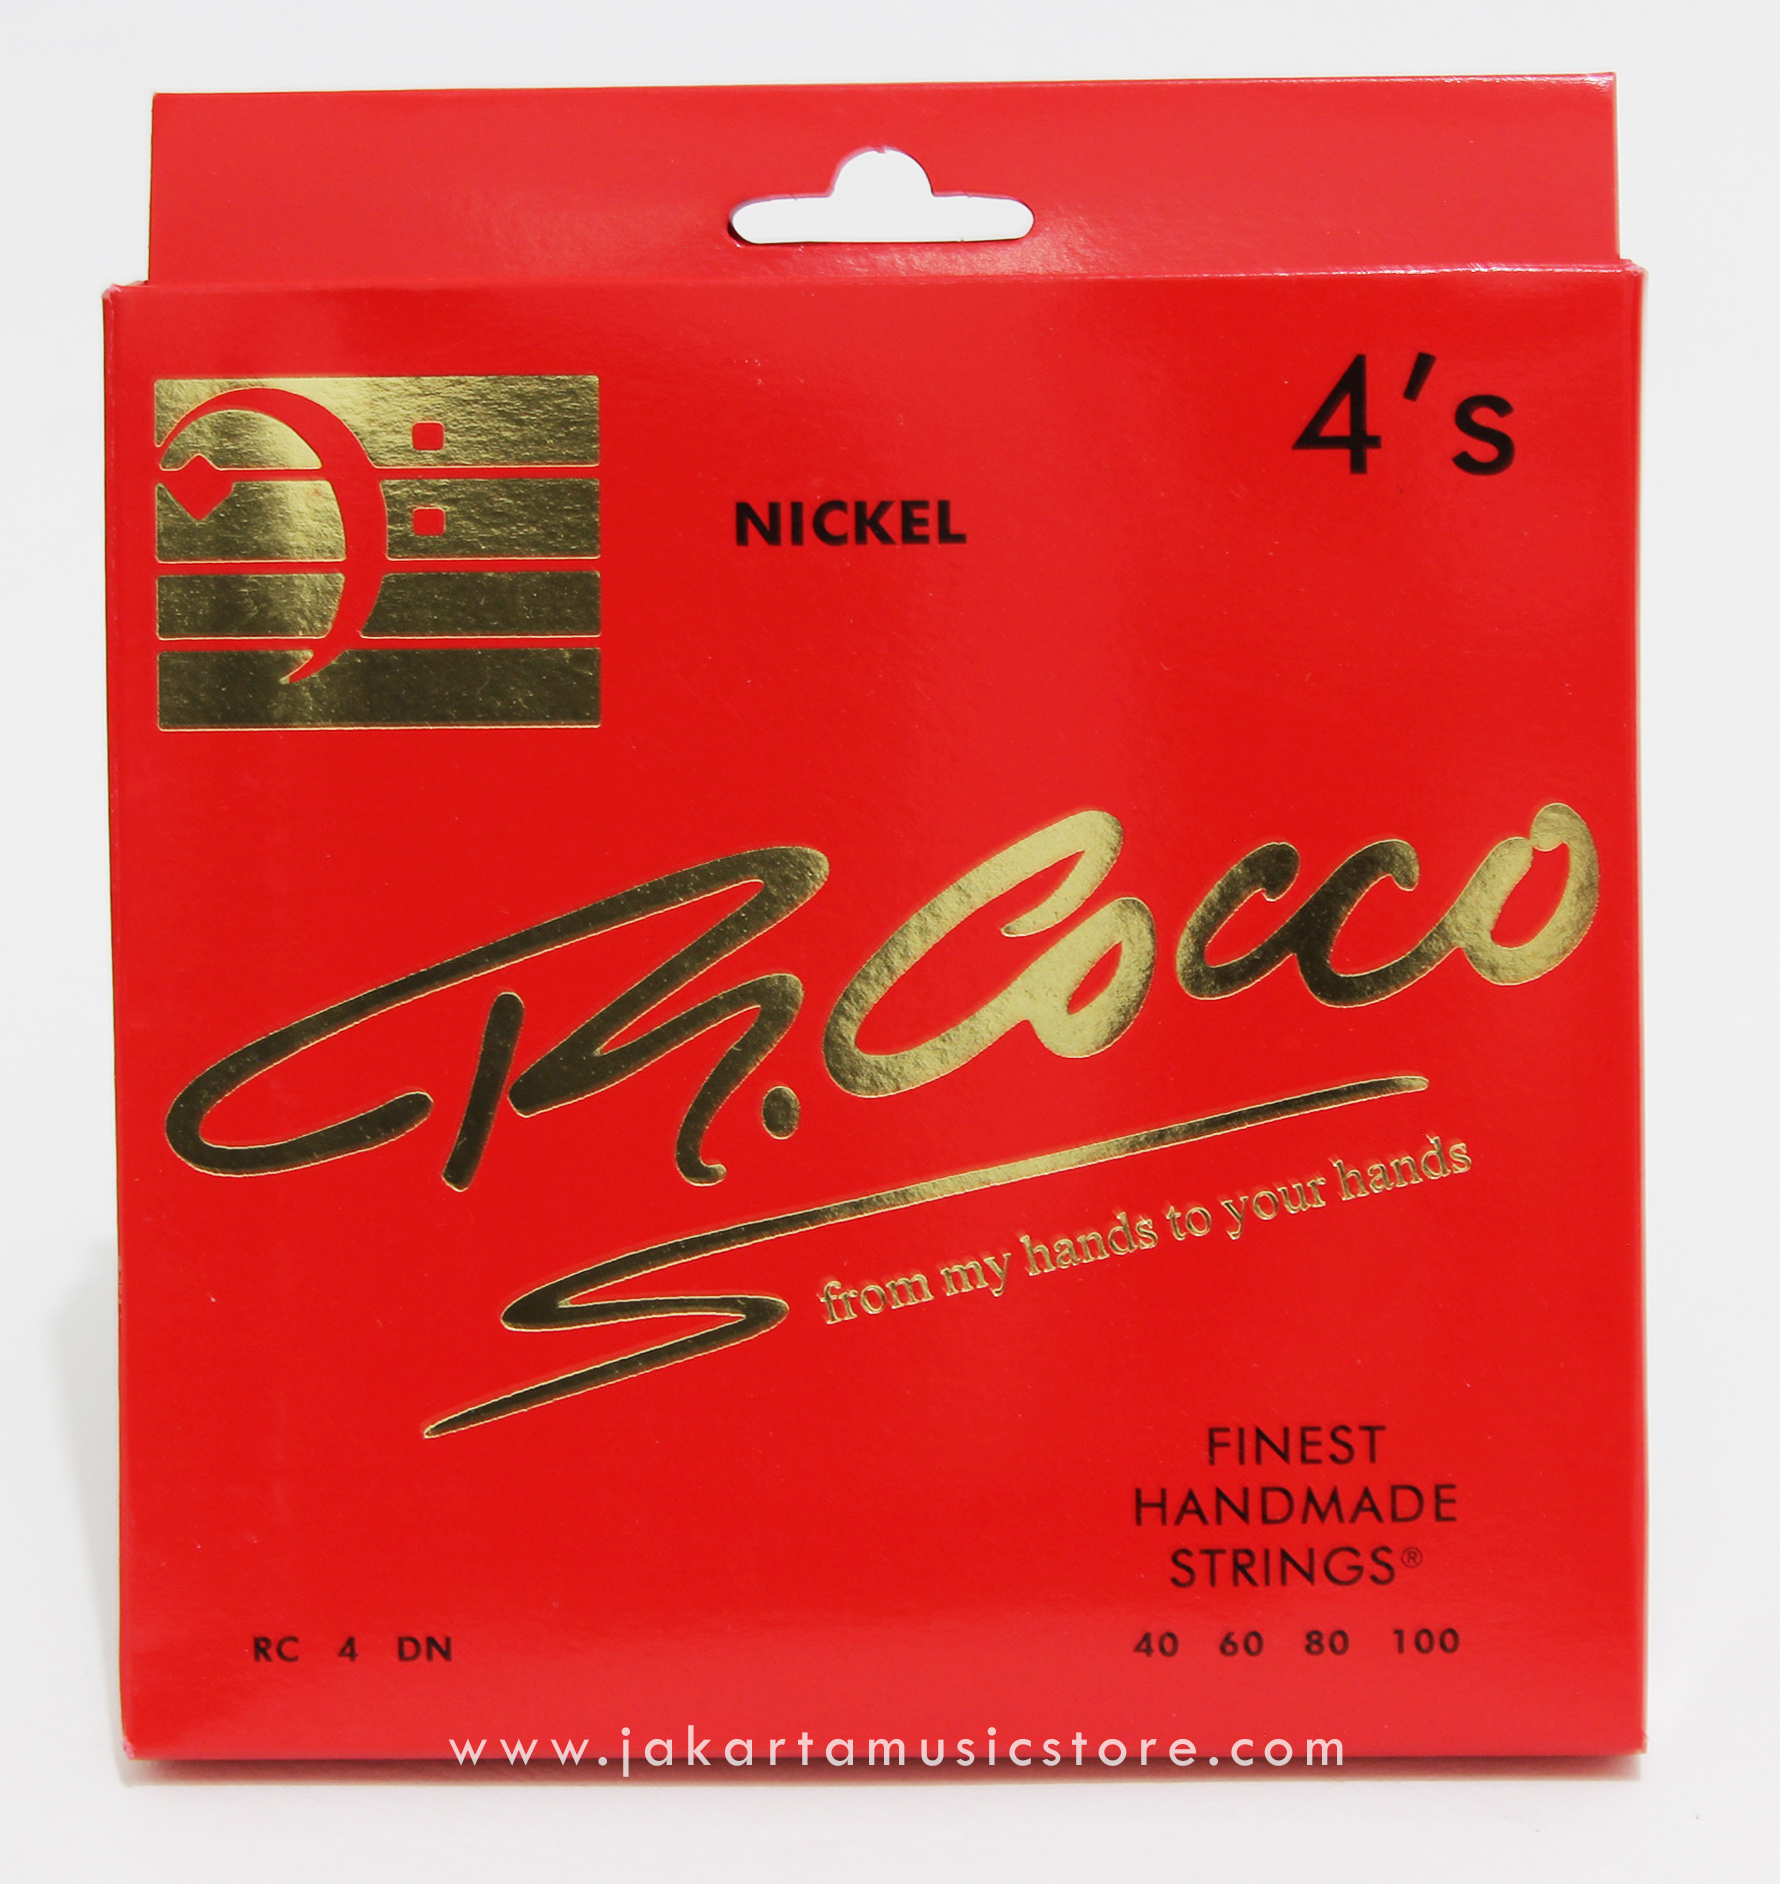 4's
NICKEL
R. Cocco
from my hands to your hands
FINEST
HANDMADE
STRINGS®
RC 4 DN
40 60 80 100
www.jakartamusicstore.com